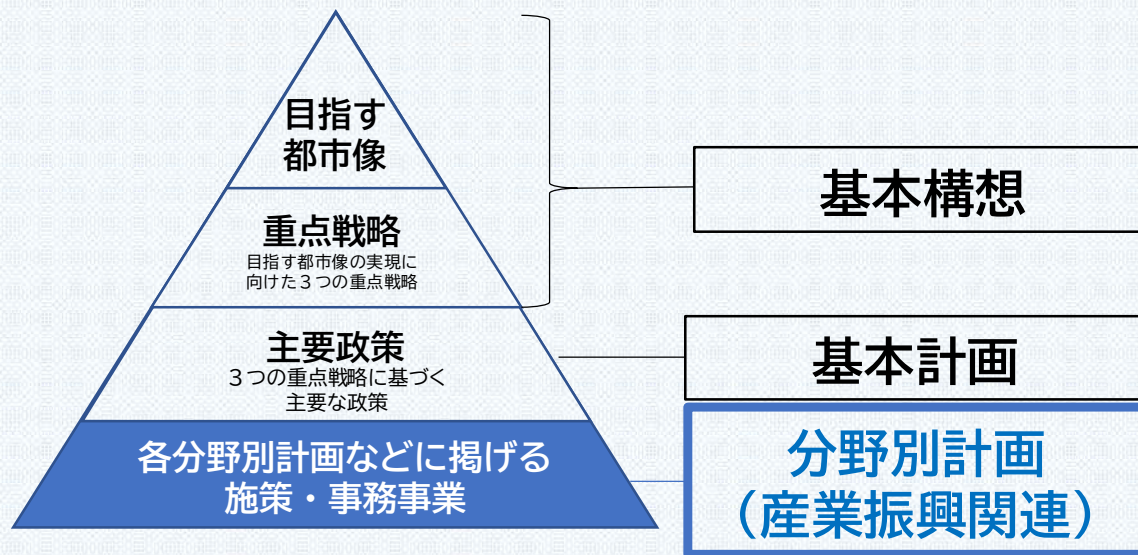 目指す
都市像
重点戦略
目指す都市像の実現に
向けた３つの重点戦略
基本構想
主要政策
３つの重点戦略に基づく
主要な政策
基本計画
各分野別計画などに掲げる
施策・事務事業
分野別計画
（産業振興関連）